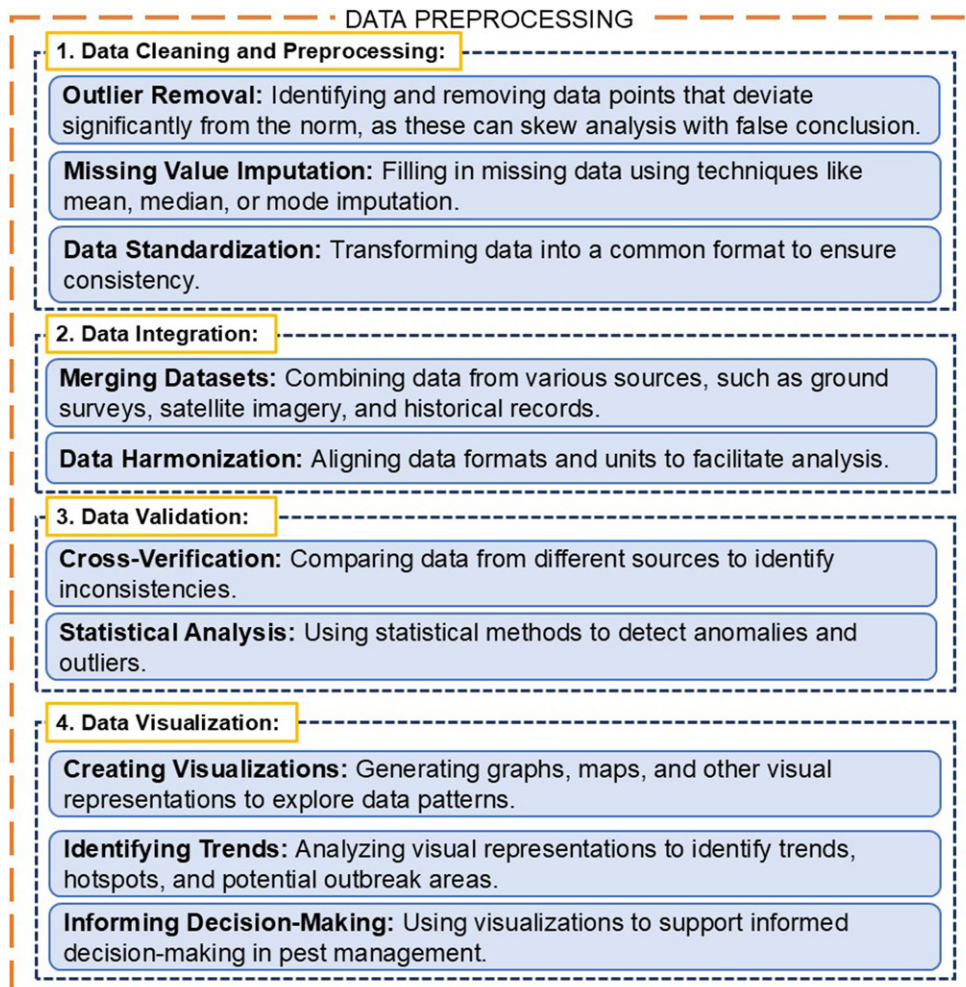 DATA PREPROCESSING
1. Data Cleaning and Preprocessing:
Outlier Removal: Identifying and removing data points that deviate
significantly from the norm, as these can skew analysis with false conclusion.
Missing Value Imputation: Filling in missing data using techniques like
mean, median, or mode imputation.
Data Standardization: Transforming data into a common format to ensure
consistency.
2. Data Integration:
Merging Datasets: Combining data from various sources, such as ground
surveys, satellite imagery, and historical records.
Data Harmonization: Aligning data formats and units to facilitate analysis.
3. Data Validation:
Cross-Verification: Comparing data from different sources to identify
inconsistencies.
Statistical Analysis: Using statistical methods to detect anomalies and
outliers.
4. Data Visualization:
Creating Visualizations: Generating graphs, maps, and other visual
representations to explore data patterns.
Identifying Trends: Analyzing visual representations to identify trends,
hotspots, and potential outbreak areas.
Informing Decision-Making: Using visualizations to support informed
decision-making in pest management.